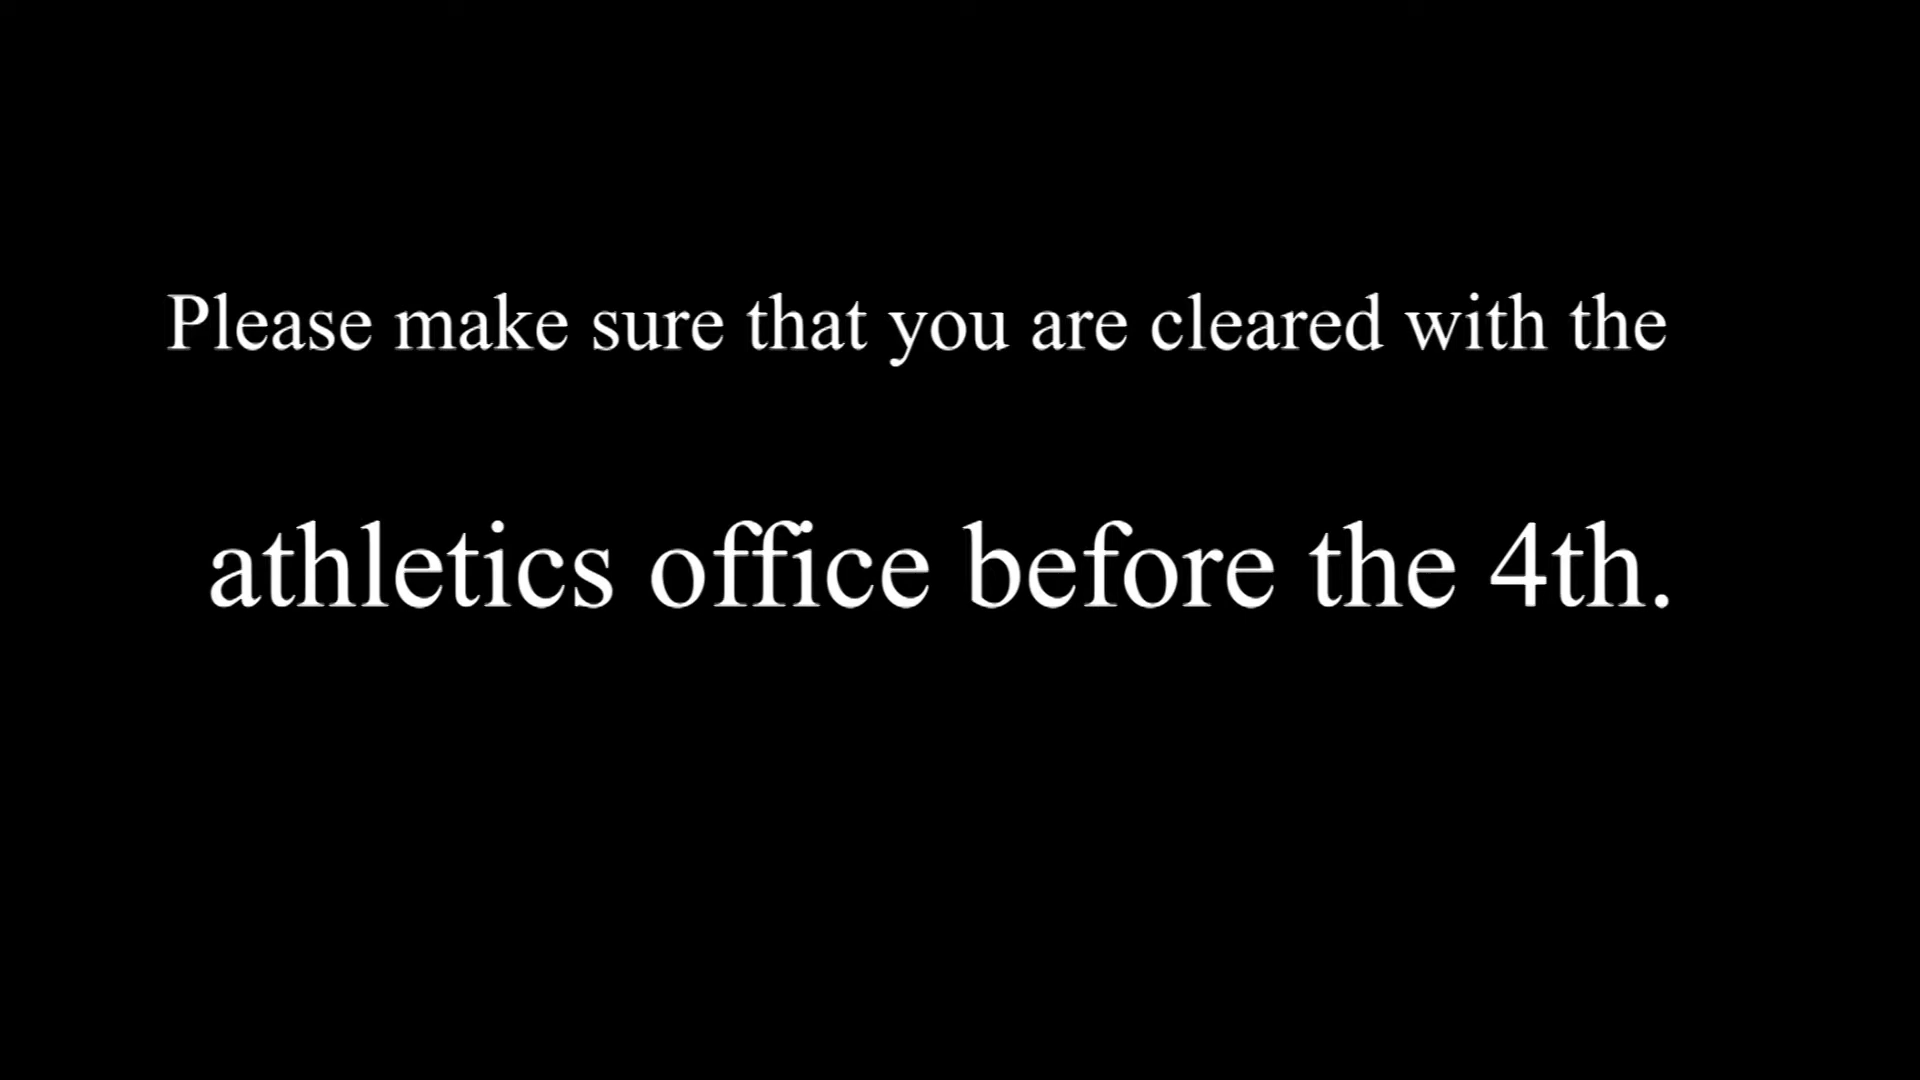 Please make sure that you are cleared with the
athletics office before the 4th.